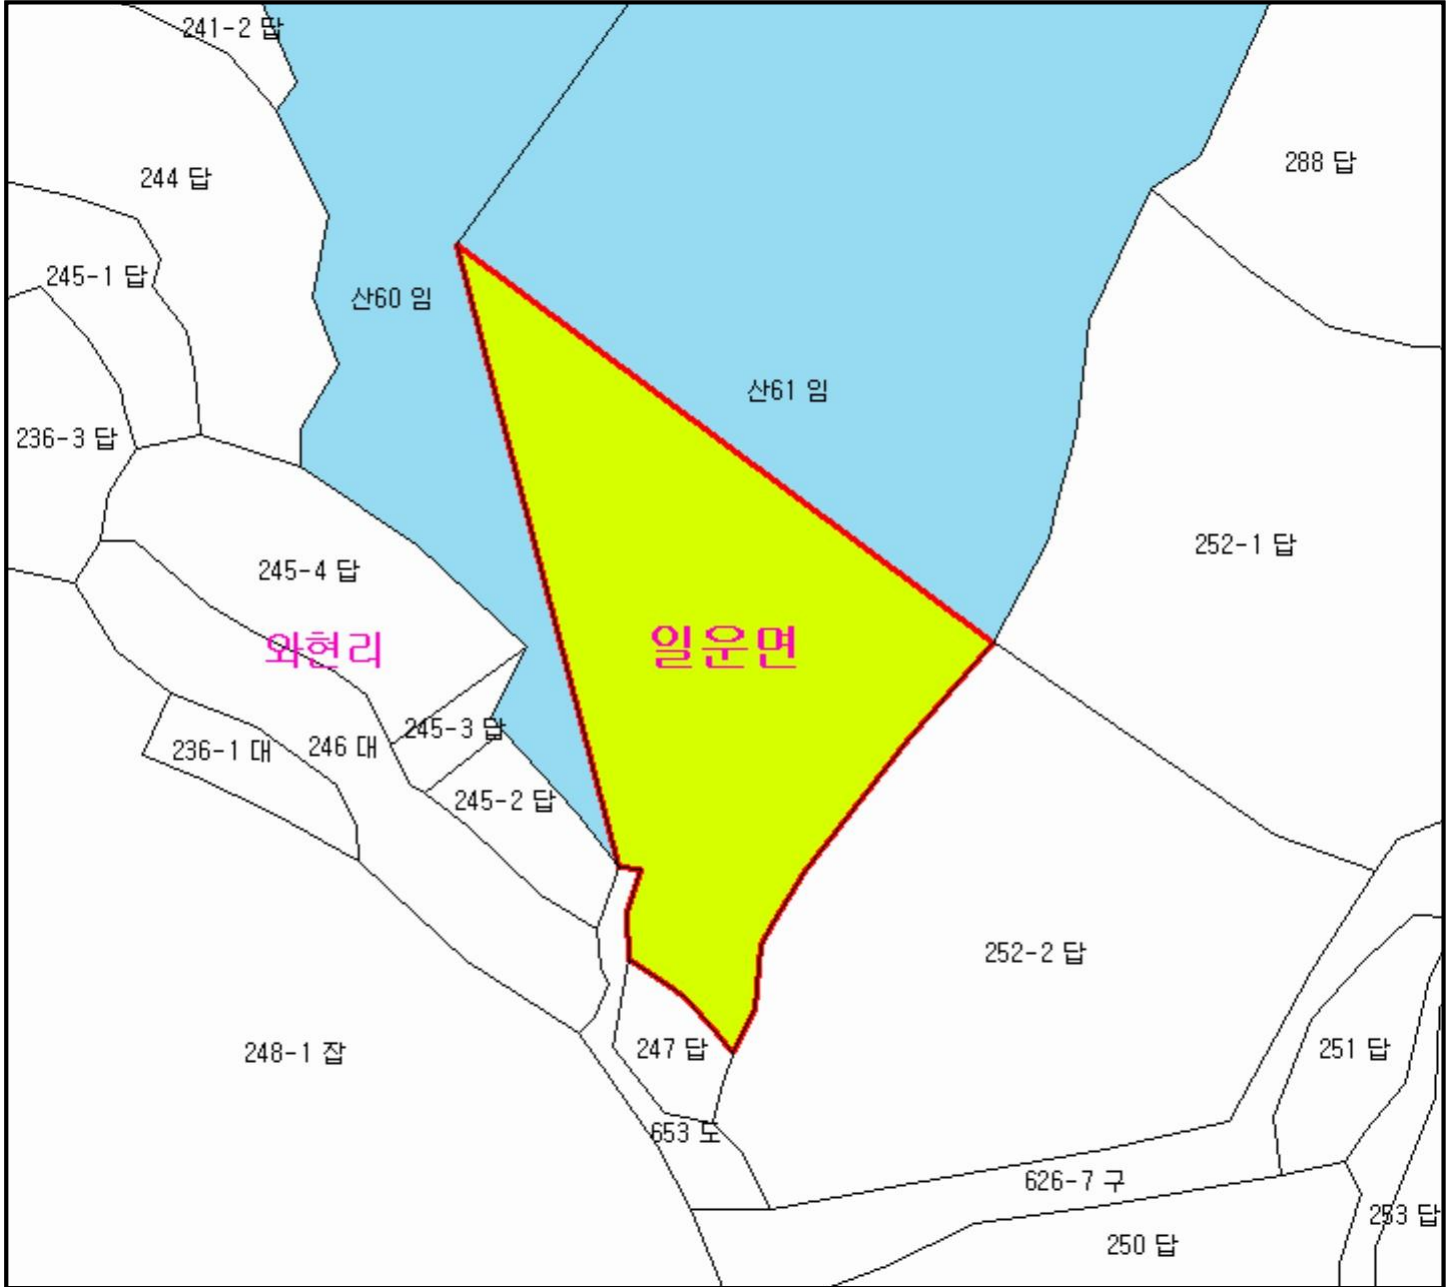 241-2 답
288 답
244 답
245-1 답
산60 임
산61 임
236-3 답
252-1 답
245-4 답
와현리
일운면
245-3 답
236-1 대
246 대
245-2 답
252-2 답
247 답
251 답
248-1 잡
653 도
626-7 구
253 답
250 답